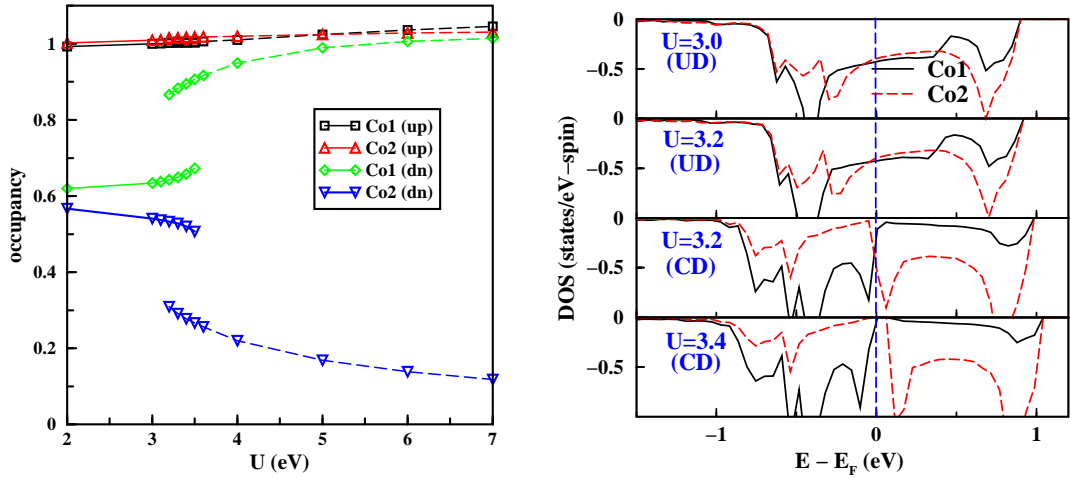 occupancy
1
0.8
0.6
0.4
0.2
0
2
3
4
5
6
7
U (eV)
Co1 (up)
Co2 (up)
Co1 (dn)
Co2 (dn)
DOS (states/eV−spin)
0
−0.5
0
−0.5
0
−0.5
0
−0.5
U=3.0
(UD)
Co1
Co2
U=3.2
(UD)
U=3.2
(CD)
U=3.4
(CD)
−1
0
1
E − EF (eV)